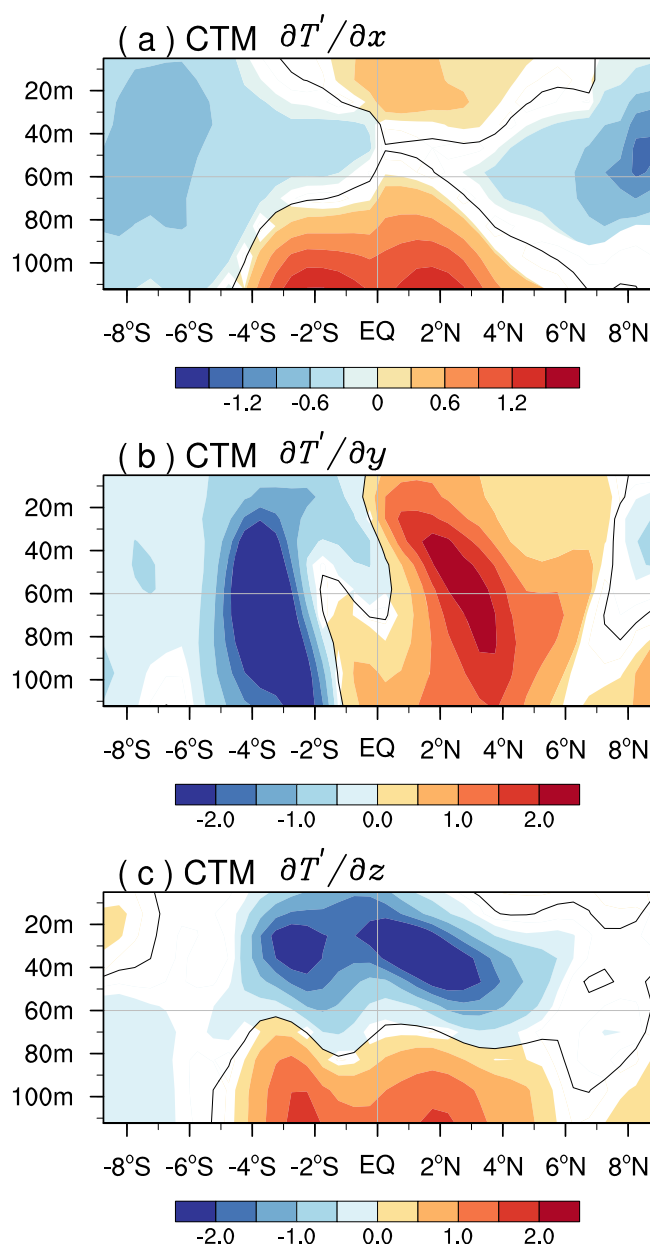 ( a ) CTM ∂T′/∂x
20m
40m
60m
80m
100m
-8°S -6°S -4°S -2°S EQ 2°N 4°N 6°N 8°N
-1.2 -0.6 0 0.6 1.2
( b ) CTM ∂T′/∂y
20m
40m
60m
80m
100m
-8°S -6°S -4°S -2°S EQ 2°N 4°N 6°N 8°N
-2.0 -1.0 0.0 1.0 2.0
( c ) CTM ∂T′/∂z
20m
40m
60m
80m
100m
-8°S -6°S -4°S -2°S EQ 2°N 4°N 6°N 8°N
-2.0 -1.0 0.0 1.0 2.0